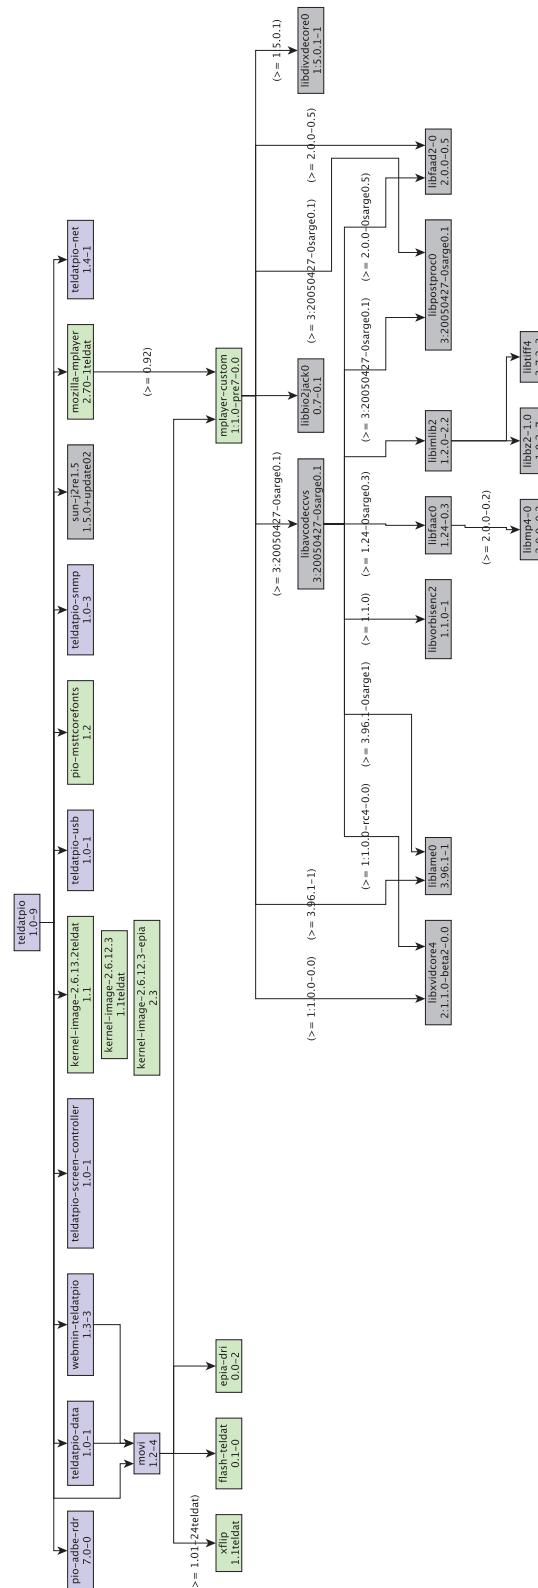 teldatpio
1.0-9
pio-adbe-rdr
7.0-0
teldatpio-data
1.0-1
webmin-teldatpio
1.3-3
teldatpio-screen-controller
1.0-1
kernel-image-2.6.13.2teldat
1.1
kernel-image-2.6.12.3
1.1teldat
kernel-image-2.6.12.3-epia
2.3
teldatpio-usb
1.0-1
pio-msttcorefonts
1.2
teldatpio-snmp
1.0-3
sun-j2re1.5
1.5.0+update02
mozilla-mplayer
2.70-1teldat
teldatpio-net
1.4-1
movi
1.2-4
(>= 0.92)
>= 1.01-24teldat)
xflip
1.1teldat
flash-teldat
0.1-0
epia-dri
0.0-2
mplayer-custom
1:1.0-pre7-0.0
(>= 3:20050427-0sarge0.1)
(>= 1:5.0.1)
libavcodeccvs
3:20050427-0sarge0.1
libbio2jack0
0.7-0.1
libdivxdecore0
1:5.0.1-1
(>= 1:1.0.0-0.0)
(>= 3.96.1-1)
(>= 3:20050427-0sarge0.1)
(>= 2.0.0-0.5)
(>= 1:1.0.0-rc4-0.0)
(>= 3.96.1-0sarge1)
(>= 1.1.0)
(>= 1.24-0sarge0.3)
(>= 3:20050427-0sarge0.1)
(>= 2.0.0-0sarge0.5)
libxvidcore4
2:1.1.0-beta2-0.0
liblame0
3.96.1-1
libvorbisenc2
1.1.0-1
libfaac0
1.24-0.3
libimlib2
1.2.0-2.2
libpostproc0
3:20050427-0sarge0.1
libfaad2-0
2.0.0-0.5
(>= 2.0.0-0.2)
libmp4-0
libbz2-1.0
libtiff4